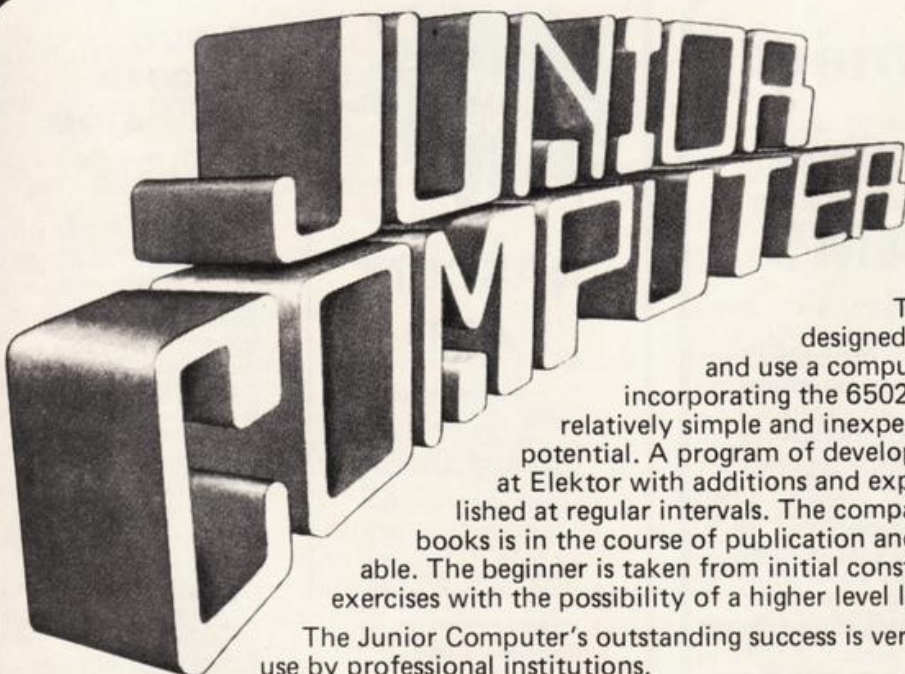 JUNIOR
COMPUTER
designed
and use a compu
incorporating the 6502
relatively simple and inexpe
potential. A program of develop
at Elektor with additions and exp
lished at regular intervals. The compa
books is in the course of publication an
able. The beginner is taken from initial const
exercises with the possibility of a higher level l
The Junior Computer's outstanding success is ver
use by professional institutions.